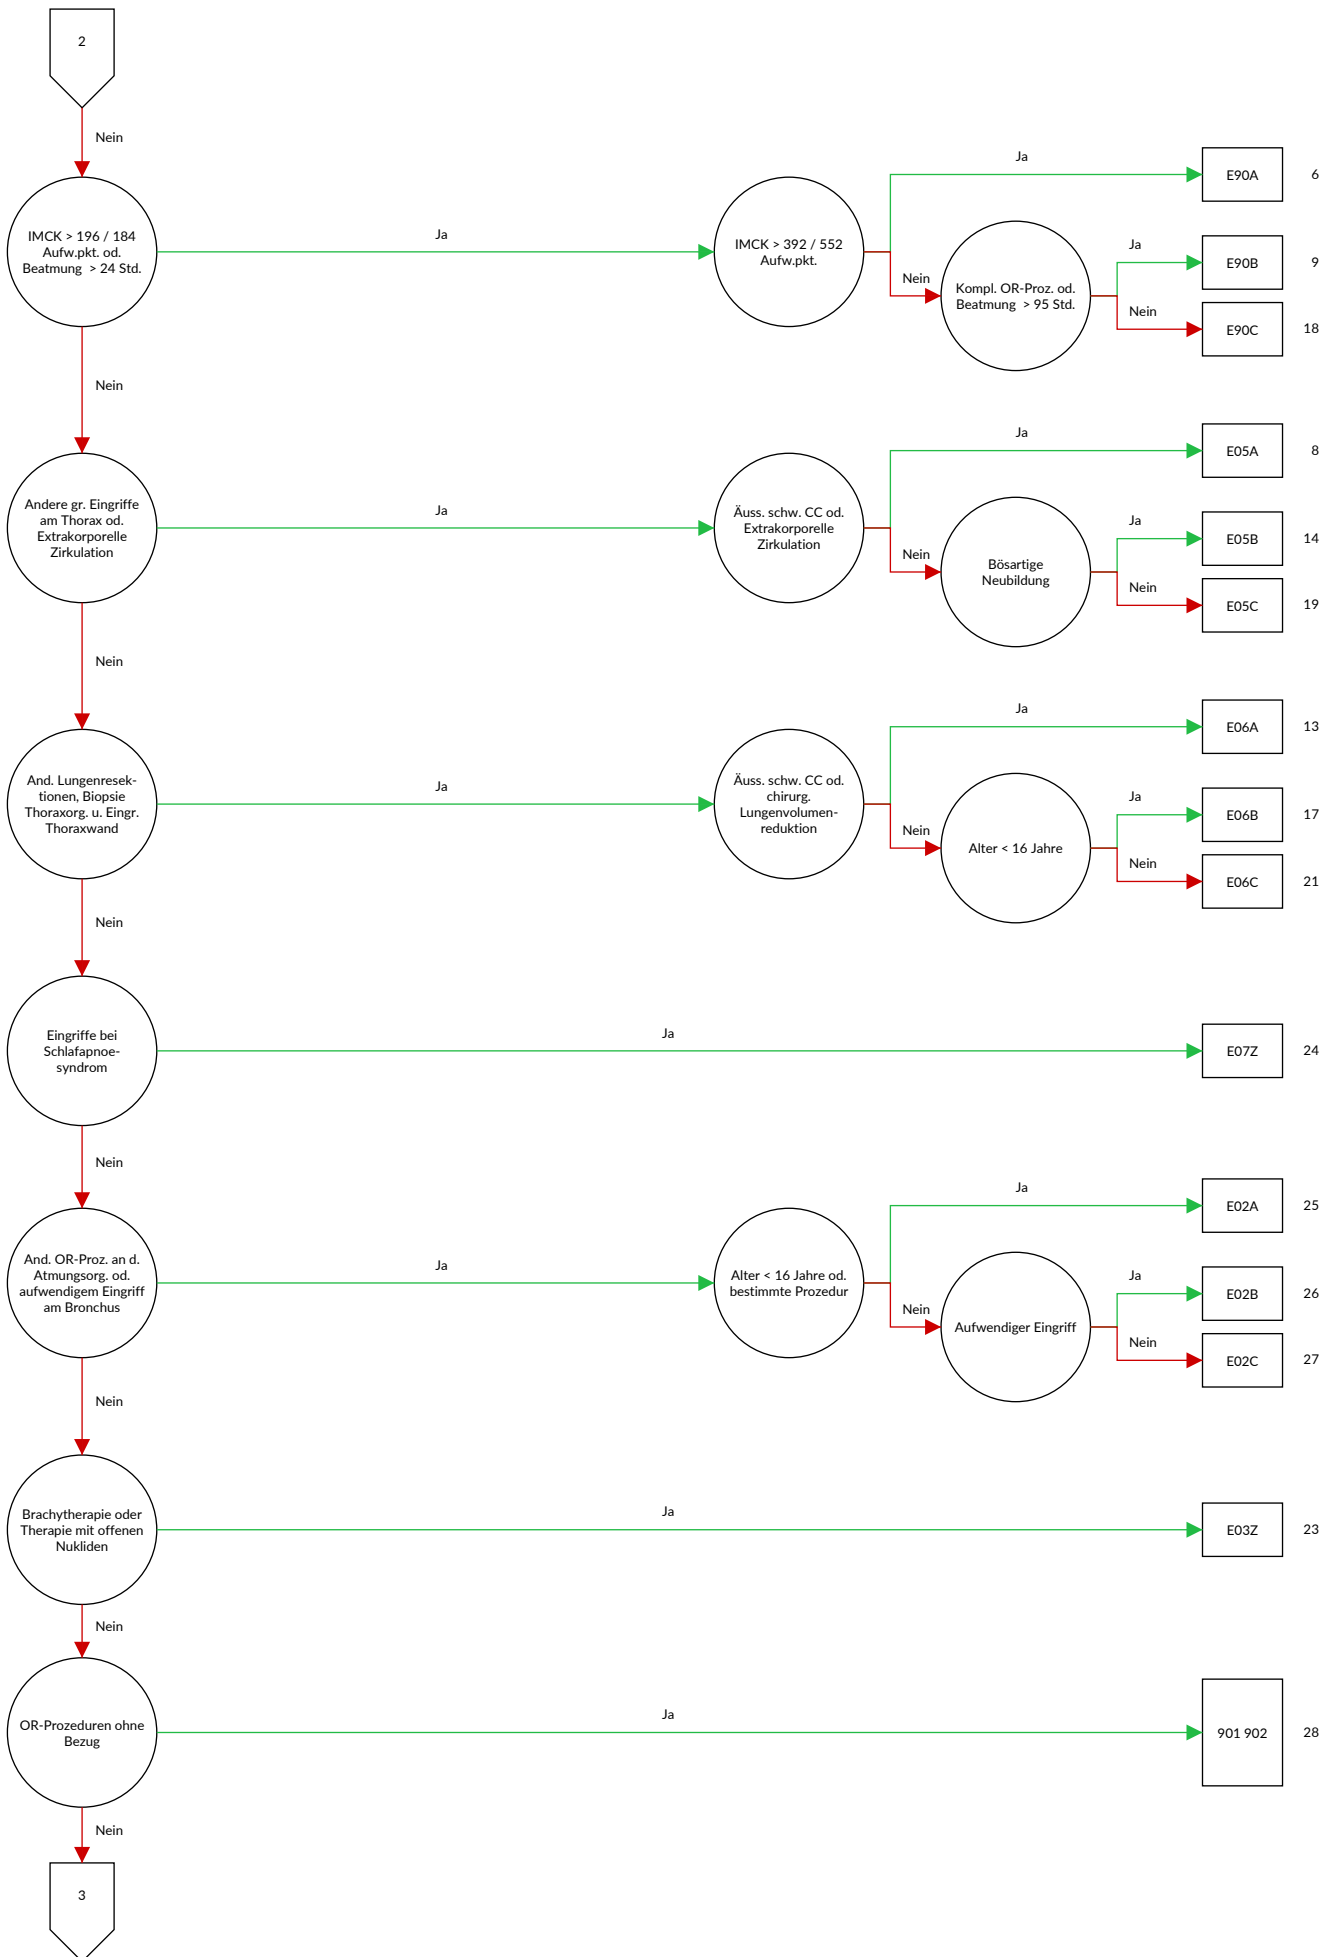 2
Nein
IMCK > 196 / 184
Aufw.pkt. od.
Beatmung > 24 Std.
Ja
IMCK > 392 / 552
Aufw.pkt.
Ja
E90A
6
Nein
Kompl. OR-Proz. od.
Beatmung > 95 Std.
Ja
E90B
9
Nein
E90C
18
Nein
Andere gr. Eingriffe
am Thorax od.
Extrakorporelle
Zirkulation
Ja
Äuss. schw. CC od.
Extrakorporelle
Zirkulation
Ja
E05A
8
Nein
Bösartige
Neubildung
Ja
E05B
14
Nein
E05C
19
Nein
And. Lungenresek-
tionen, Biopsie
Thoraxorg. u. Eingr.
Thoraxwand
Ja
Äuss. schw. CC od.
chirurg.
Lungenvolumen-
reduktion
Ja
E06A
13
Nein
Alter < 16 Jahre
Ja
E06B
17
Nein
E06C
21
Nein
Eingriffe bei
Schlafapnoe-
syndrom
Ja
E07Z
24
Nein
And. OR-Proz. an d.
Atmungsorg. od.
aufwendigem Eingriff
am Bronchus
Ja
Alter < 16 Jahre od.
bestimmte Prozedur
Ja
E02A
25
Nein
Aufwendiger Eingriff
Ja
E02B
26
Nein
E02C
27
Nein
Brachytherapie oder
Therapie mit offenen
Nukliden
Ja
E03Z
23
Nein
OR-Prozeduren ohne
Bezug
Ja
901 902
28
Nein
3